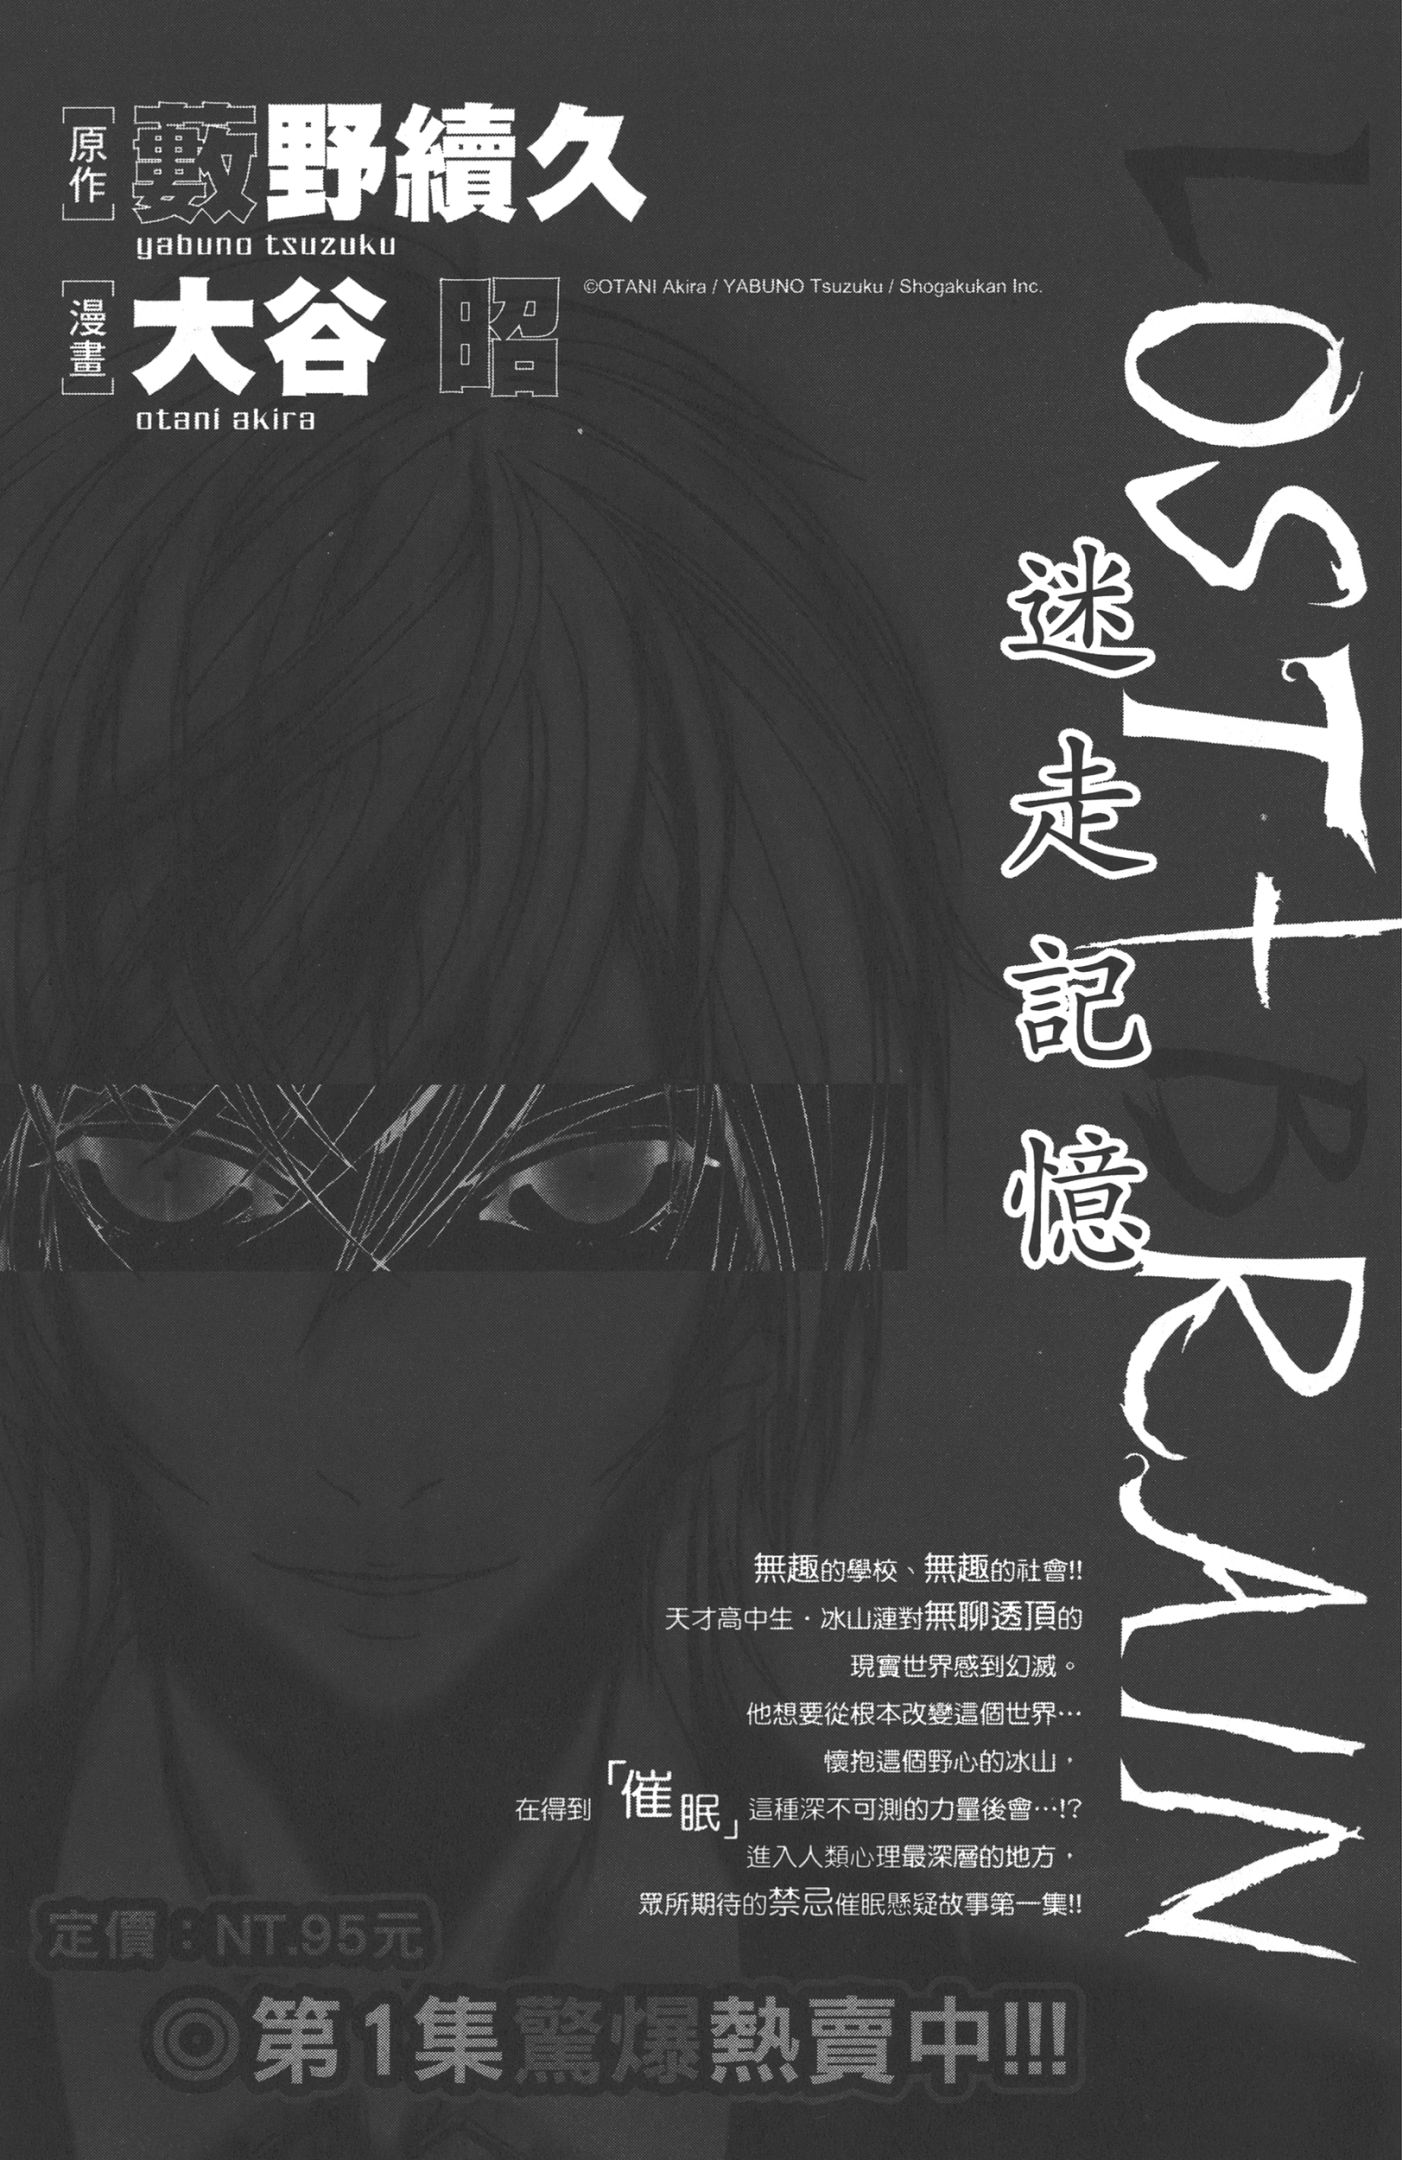 [原作]
藪野續久
yabuno tsuzuku
[漫畫]
大谷 昭
otani akira
©OTANI Akira / YABUNO Tsuzuku / Shogakukan Inc.
LOST+BRAIN
迷走記憶
無趣的學校、無趣的社會!!
天才高中生‧冰山漣對無聊透頂的
現實世界感到幻滅。
他想要從根本改變這個世界…
懷抱這個野心的冰山，
在得到「催眠」這種深不可測的力量後會…!?
進入人類心理最深層的地方，
眾所期待的禁忌催眠懸疑故事第一集!!
定價：NT.95元
◎第1集驚爆熱賣中!!!